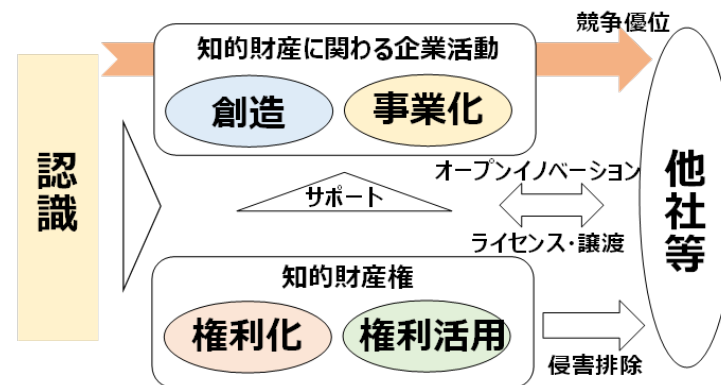 競争優位
知的財産に関わる企業活動
創造
事業化
認識
オープンイノベーション
サポート
ライセンス・譲渡
他社等
知的財産権
権利化
権利活用
侵害排除